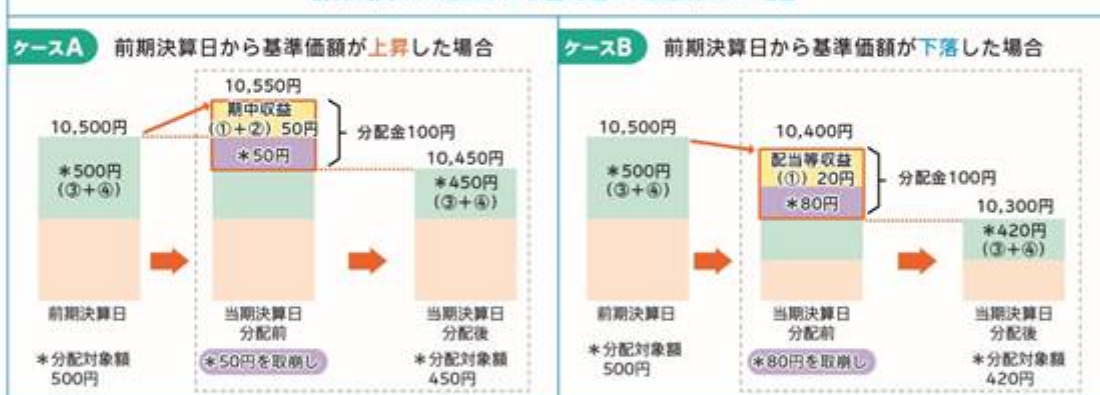 ケースA 前期決算日から基準価額が上昇した場合
10,550円
期中収益
(①+②) 50円
*50円
分配金100円
10,500円
*500円
(③+④)
10,450円
*450円
(③+④)
前期決算日
当期決算日
分配前
当期決算日
分配後
*分配対象額
500円
*50円を取崩し
*分配対象額
450円
ケースB 前期決算日から基準価額が下落した場合
10,500円
*500円
(③+④)
10,400円
配当等収益
(①) 20円
*80円
分配金100円
10,300円
*420円
(③+④)
前期決算日
当期決算日
分配前
当期決算日
分配後
*分配対象額
500円
*80円を取崩し
*分配対象額
420円